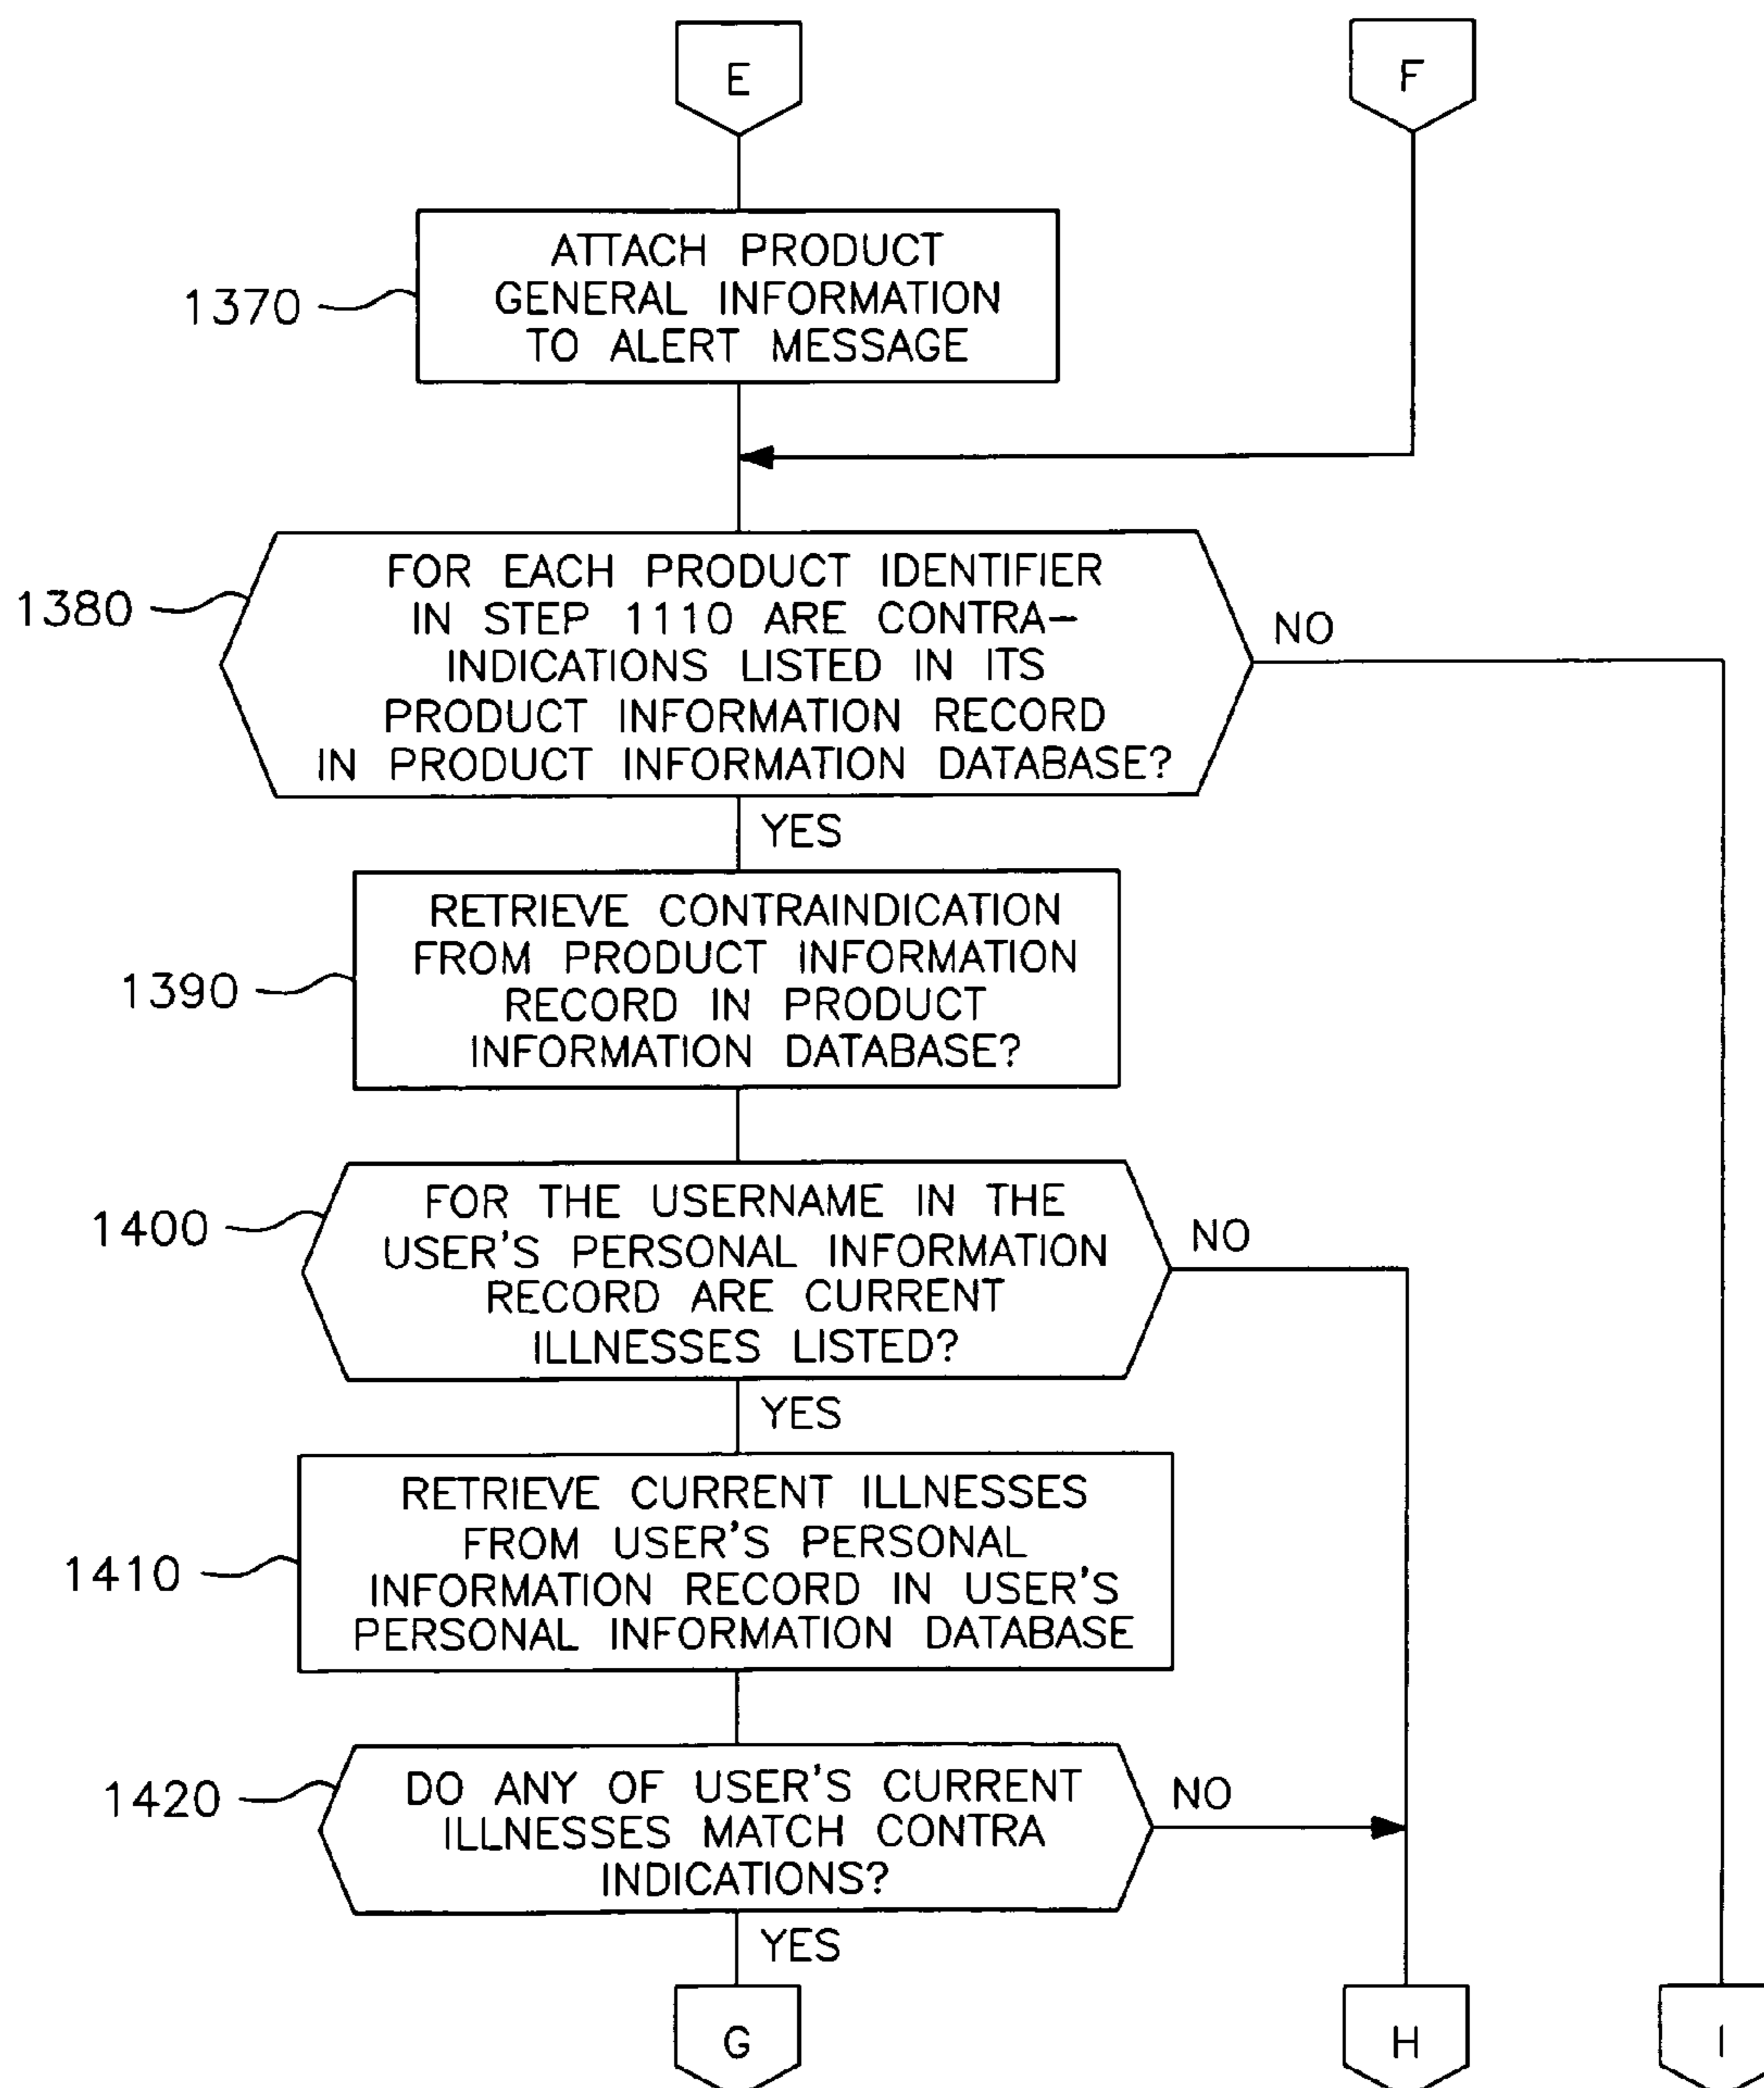 E
F
1370
ATTACH PRODUCT
GENERAL INFORMATION
TO ALERT MESSAGE
1380
FOR EACH PRODUCT IDENTIFIER
IN STEP 1110 ARE CONTRA-
INDICATIONS LISTED IN ITS
PRODUCT INFORMATION RECORD
IN PRODUCT INFORMATION DATABASE?
NO
YES
1390
RETRIEVE CONTRAINDICATION
FROM PRODUCT INFORMATION
RECORD IN PRODUCT
INFORMATION DATABASE?
1400
FOR THE USERNAME IN THE
USER'S PERSONAL INFORMATION
RECORD ARE CURRENT
ILLNESSES LISTED?
NO
YES
1410
RETRIEVE CURRENT ILLNESSES
FROM USER'S PERSONAL
INFORMATION RECORD IN USER'S
PERSONAL INFORMATION DATABASE
1420
DO ANY OF USER'S CURRENT
ILLNESSES MATCH CONTRA
INDICATIONS?
NO
YES
G
H
I